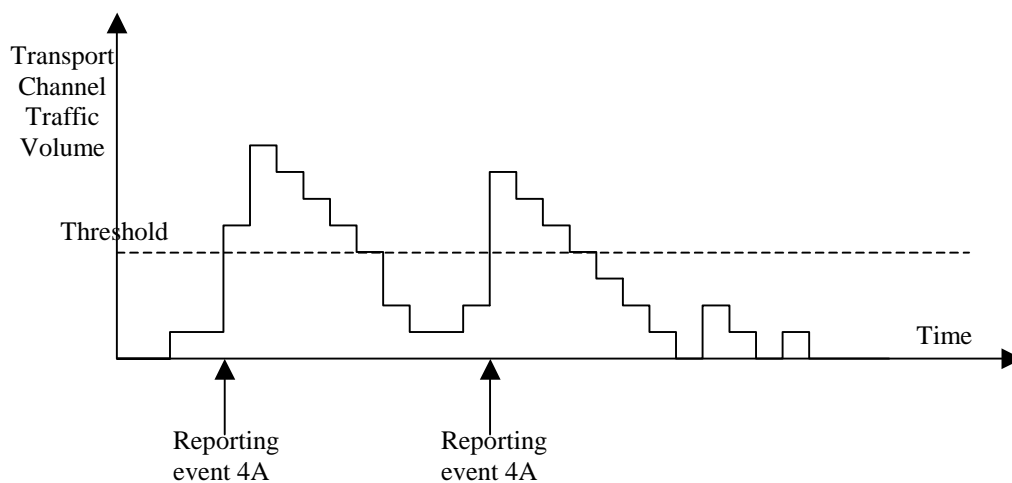 Transport
Channel
Traffic
Volume
Threshold
Time
Reporting
event 4A
Reporting
event 4A